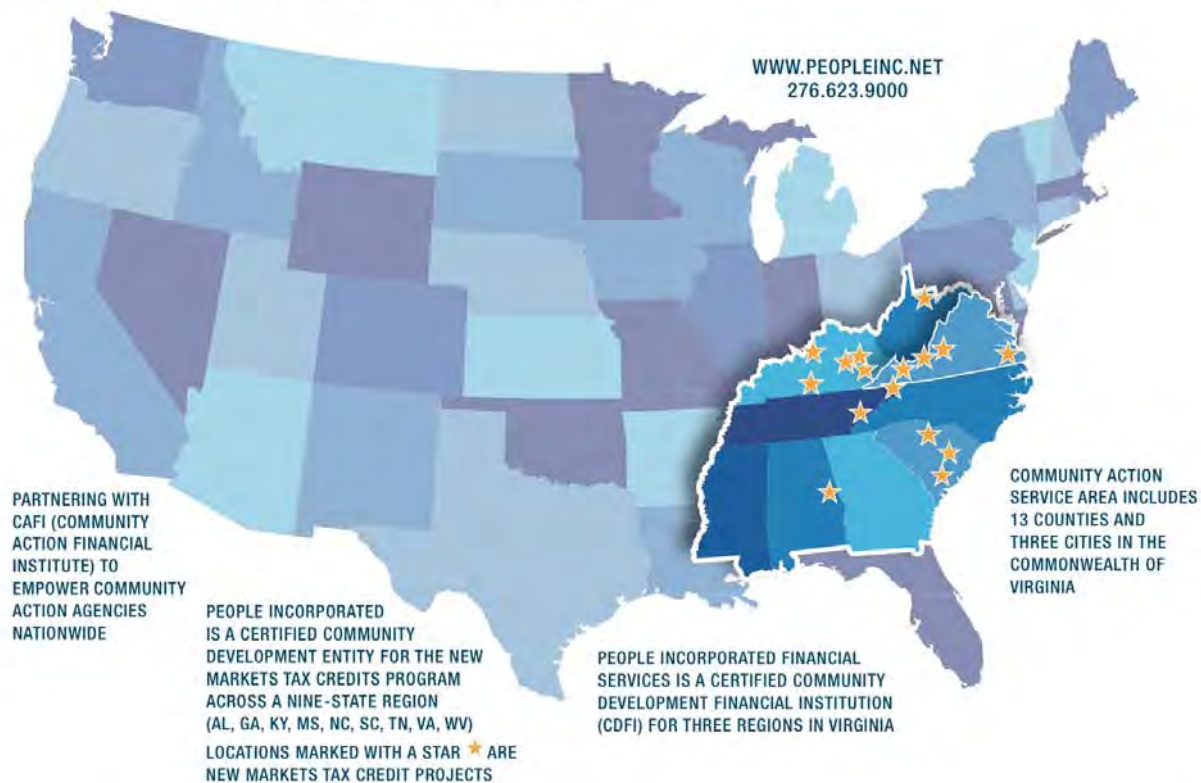 WWW.PEOPLEINC.NET
276.623.9000
PARTNERING WITH
CAFI (COMMUNITY
ACTION FINANCIAL
INSTITUTE) TO
EMPOWER COMMUNITY
ACTION AGENCIES
NATIONWIDE
PEOPLE INCORPORATED
IS A CERTIFIED COMMUNITY
DEVELOPMENT ENTITY FOR THE NEW
MARKETS TAX CREDITS PROGRAM
ACROSS A NINE-STATE REGION
(AL, GA, KY, MS, NC, SC, TN, VA, WV)
LOCATIONS MARKED WITH A STAR ★ ARE
NEW MARKETS TAX CREDIT PROJECTS
PEOPLE INCORPORATED FINANCIAL
SERVICES IS A CERTIFIED COMMUNITY
DEVELOPMENT FINANCIAL INSTITUTION
(CDFI) FOR THREE REGIONS IN VIRGINIA
COMMUNITY ACTION
SERVICE AREA INCLUDES
13 COUNTIES AND
THREE CITIES IN THE
COMMONWEALTH OF
VIRGINIA